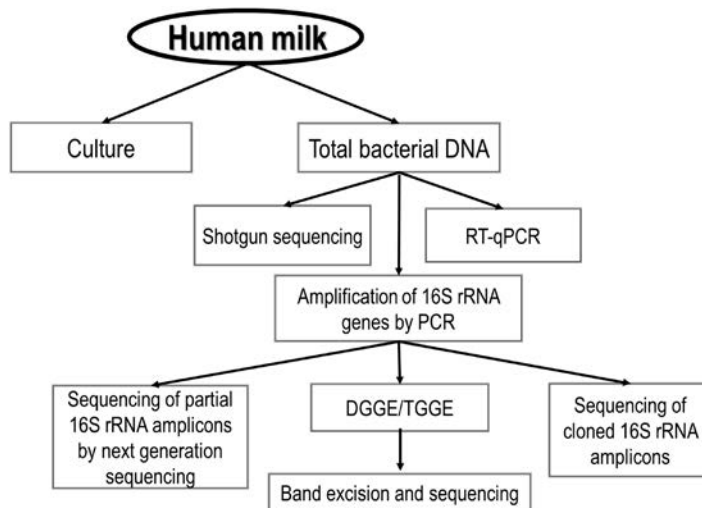 Human milk
Culture
Total bacterial DNA
Shotgun sequencing
RT-qPCR
Amplification of 16S rRNA
genes by PCR
Sequencing of partial
16S rRNA amplicons
by next generation
sequencing
DGGE/TGGE
Sequencing of
cloned 16S rRNA
amplicons
Band excision and sequencing